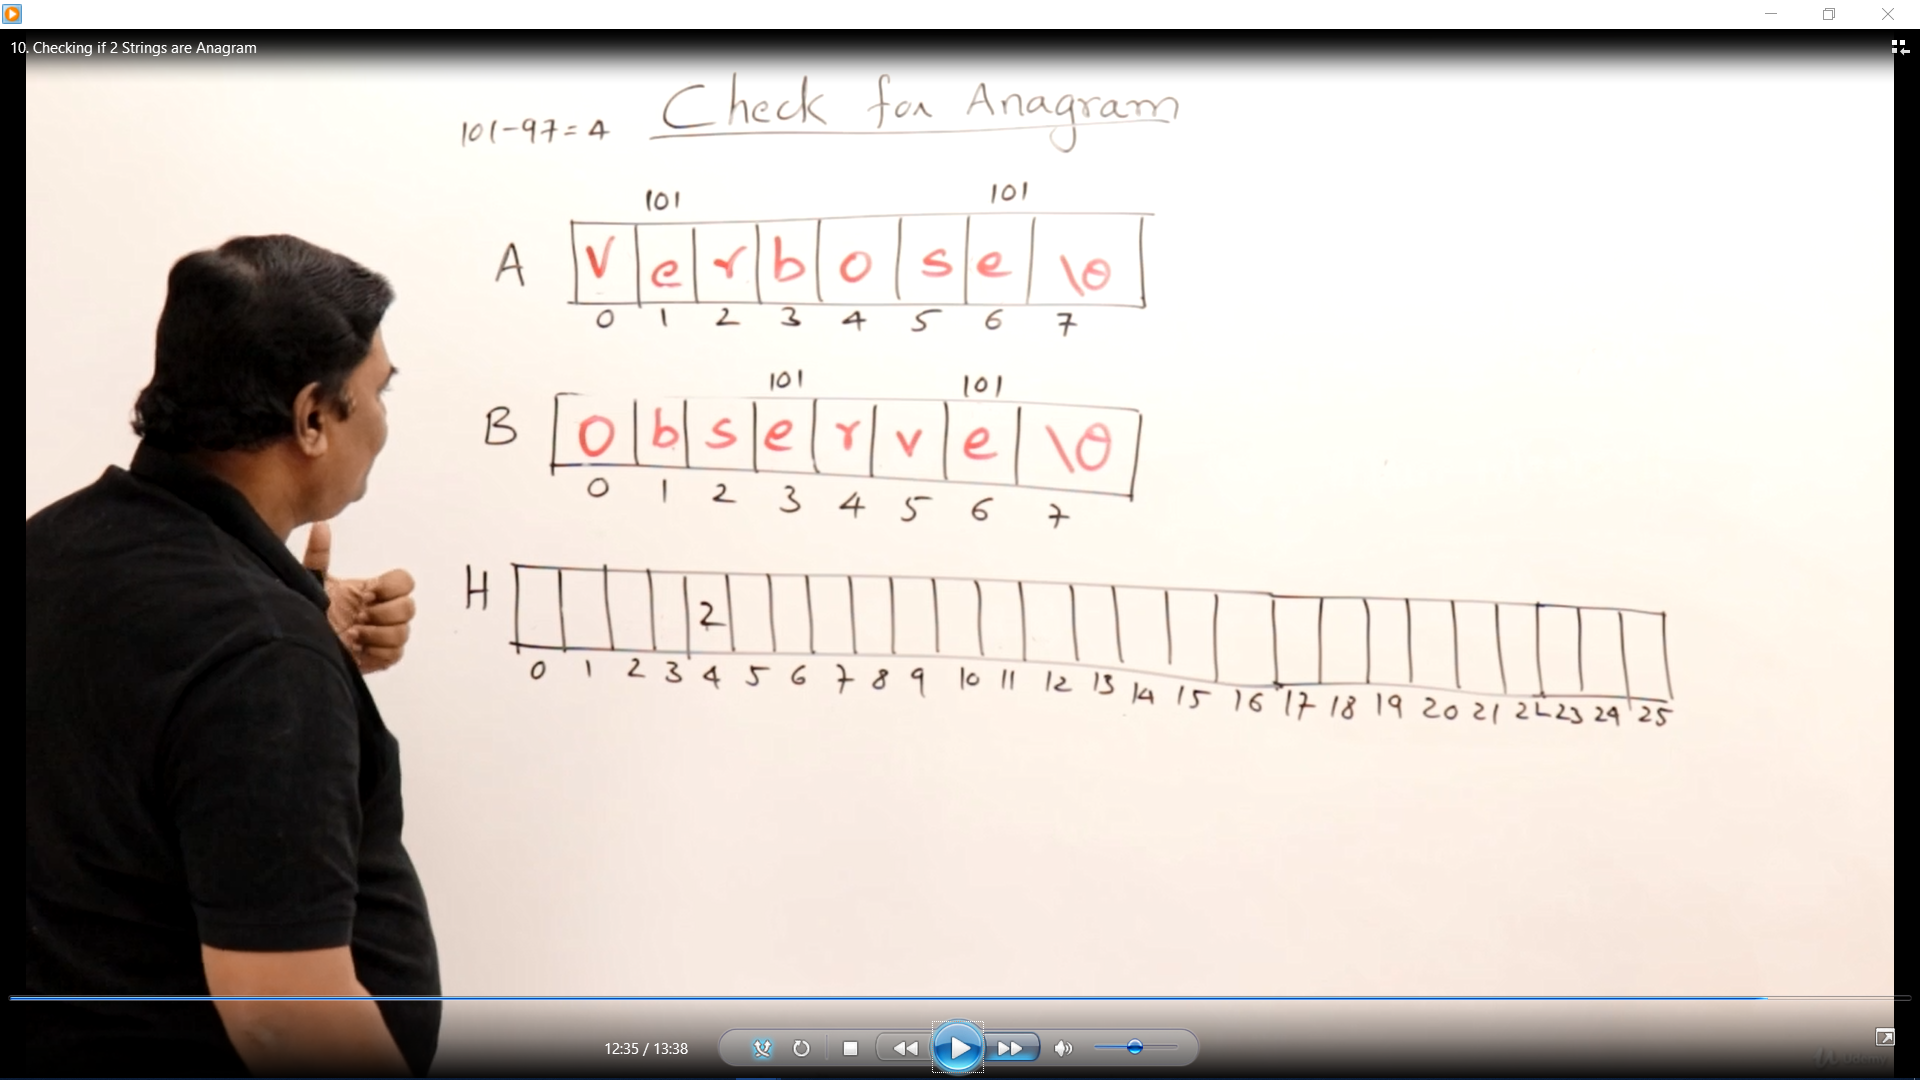 10. Checking if 2 Strings are Anagram
101-97=4 Check for Anagram
101 101
A v e r b o s e \0
0 1 2 3 4 5 6 7
101 101
B o b s e r v e \0
0 1 2 3 4 5 6 7
H 2
0 1 2 3 4 5 6 7 8 9 10 11 12 13 14 15 16 17 18 19 20 21 22 23 24 25
12:35 / 13:38
Udemy